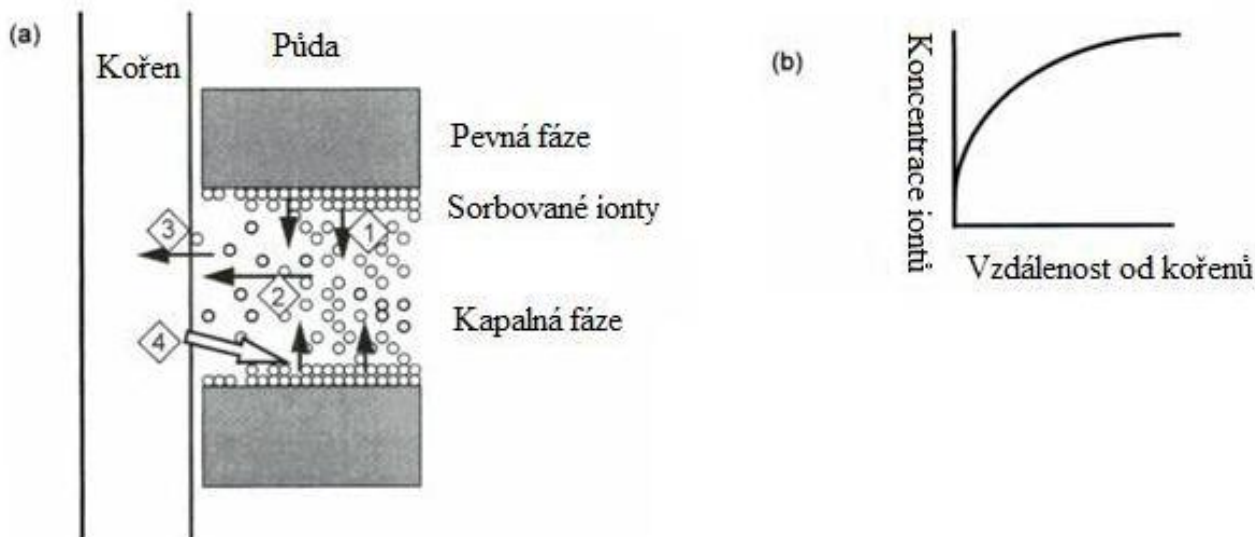 (a)
Kořen
Půda
Pevná fáze
Sorbované ionty
Kapalná fáze
1
2
3
4
(b)
Koncentrace iontů
Vzdálenost od kořenů